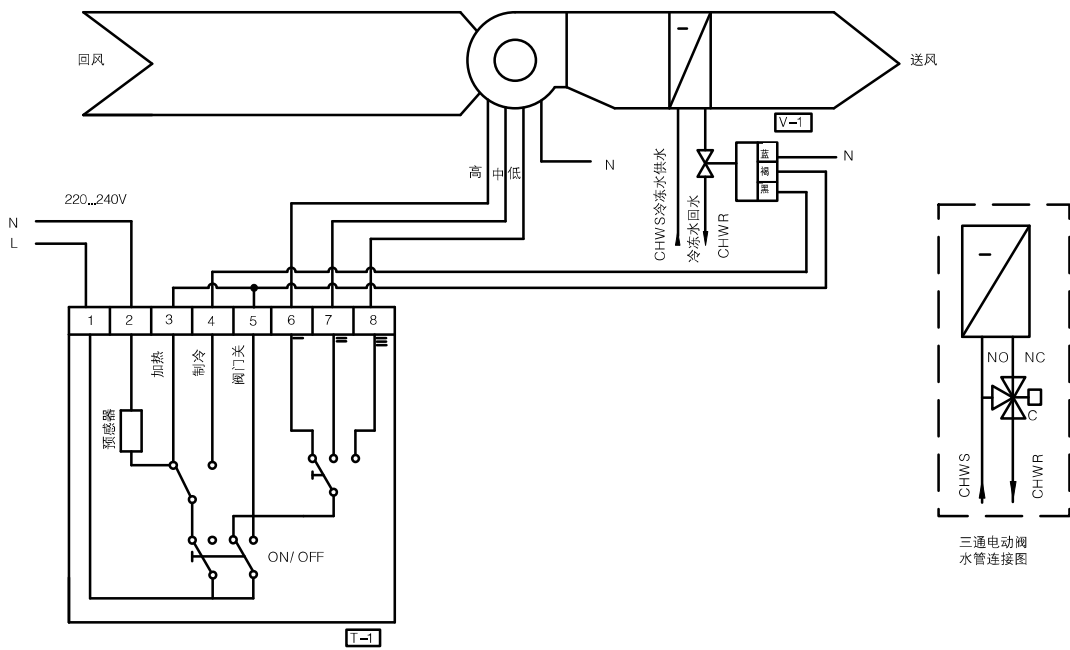 回风
送风
V-1
蓝
褐
黑
N
N
高 中 低
CHWS冷冻水供水
冷冻水回水
CHWR
220...240V
N
L
1 2 3 4 5 6 7 8
加热
制冷
阀门关
预感器
ON/ OFF
T-1
NO NC
C
CHWS
CHWR
三通电动阀
水管连接图